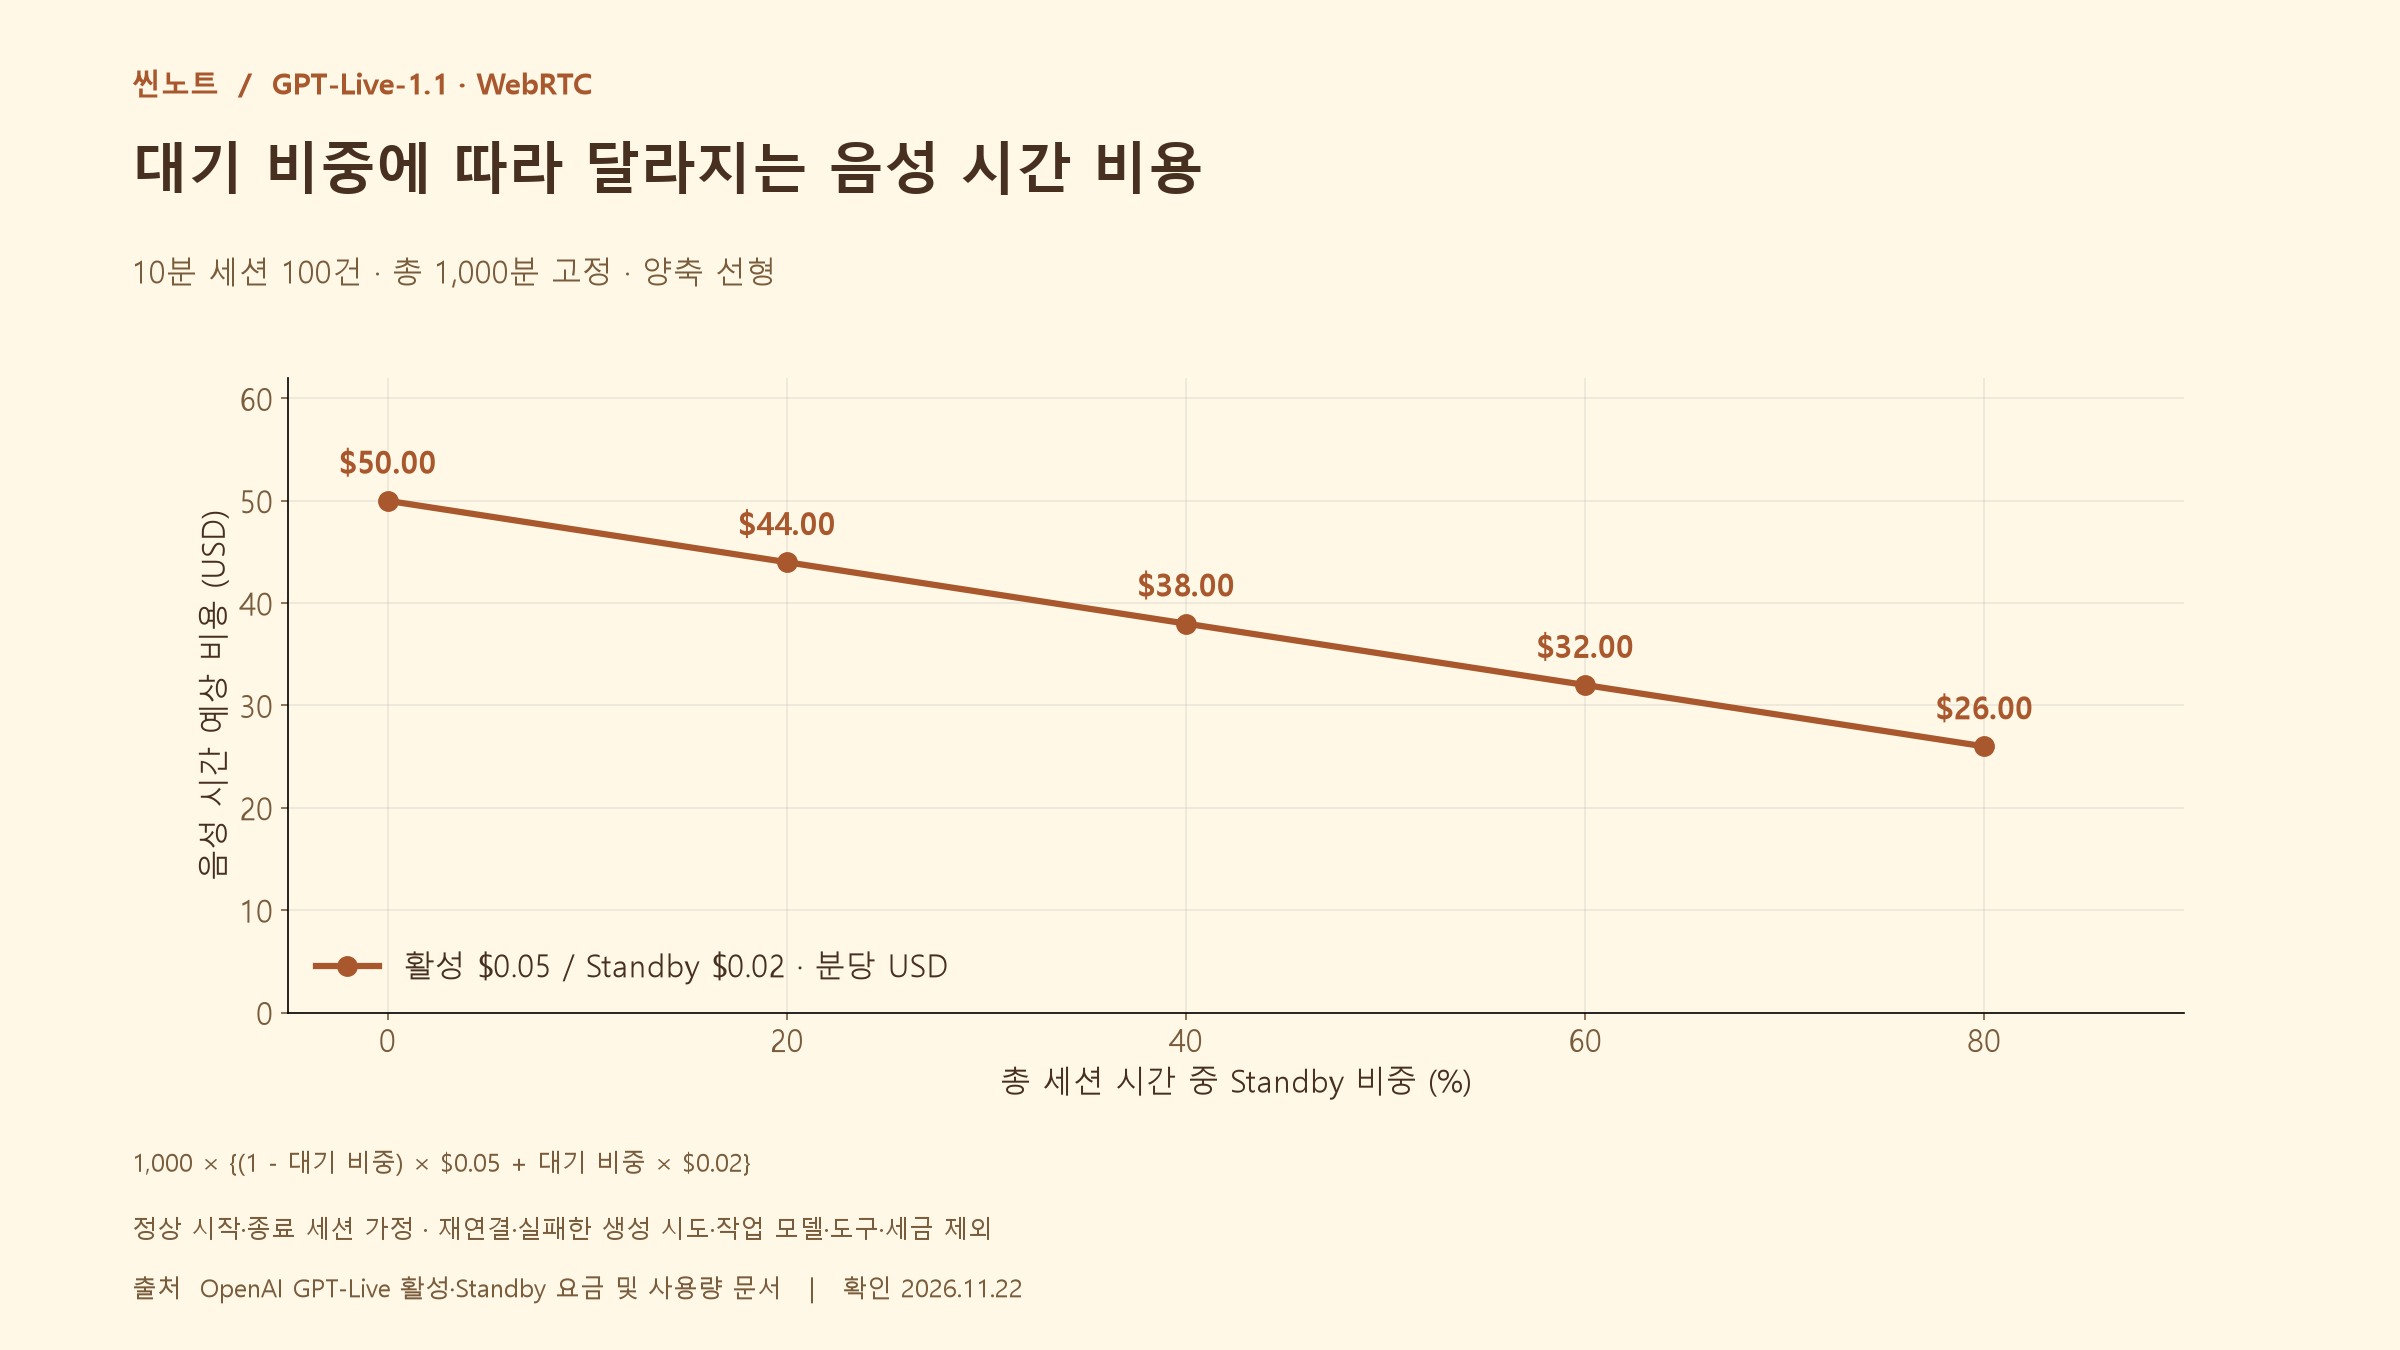 씬노트 / GPT-Live-1.1 · WebRTC
대기 비중에 따라 달라지는 음성 시간 비용
10분 세션 100건 · 총 1,000분 고정 · 양축 선형
음성 시간 예상 비용 (USD)
60
50
40
30
20
10
0
$50.00
$44.00
$38.00
$32.00
$26.00
활성 $0.05 / Standby $0.02 · 분당 USD
0 20 40 60 80
총 세션 시간 중 Standby 비중 (%)
1,000 × {(1 - 대기 비중) × $0.05 + 대기 비중 × $0.02}
정상 시작·종료 세션 가정 · 재연결·실패한 생성 시도·작업 모델·도구·세금 제외
출처 OpenAI GPT-Live 활성·Standby 요금 및 사용량 문서 | 확인 2026.11.22